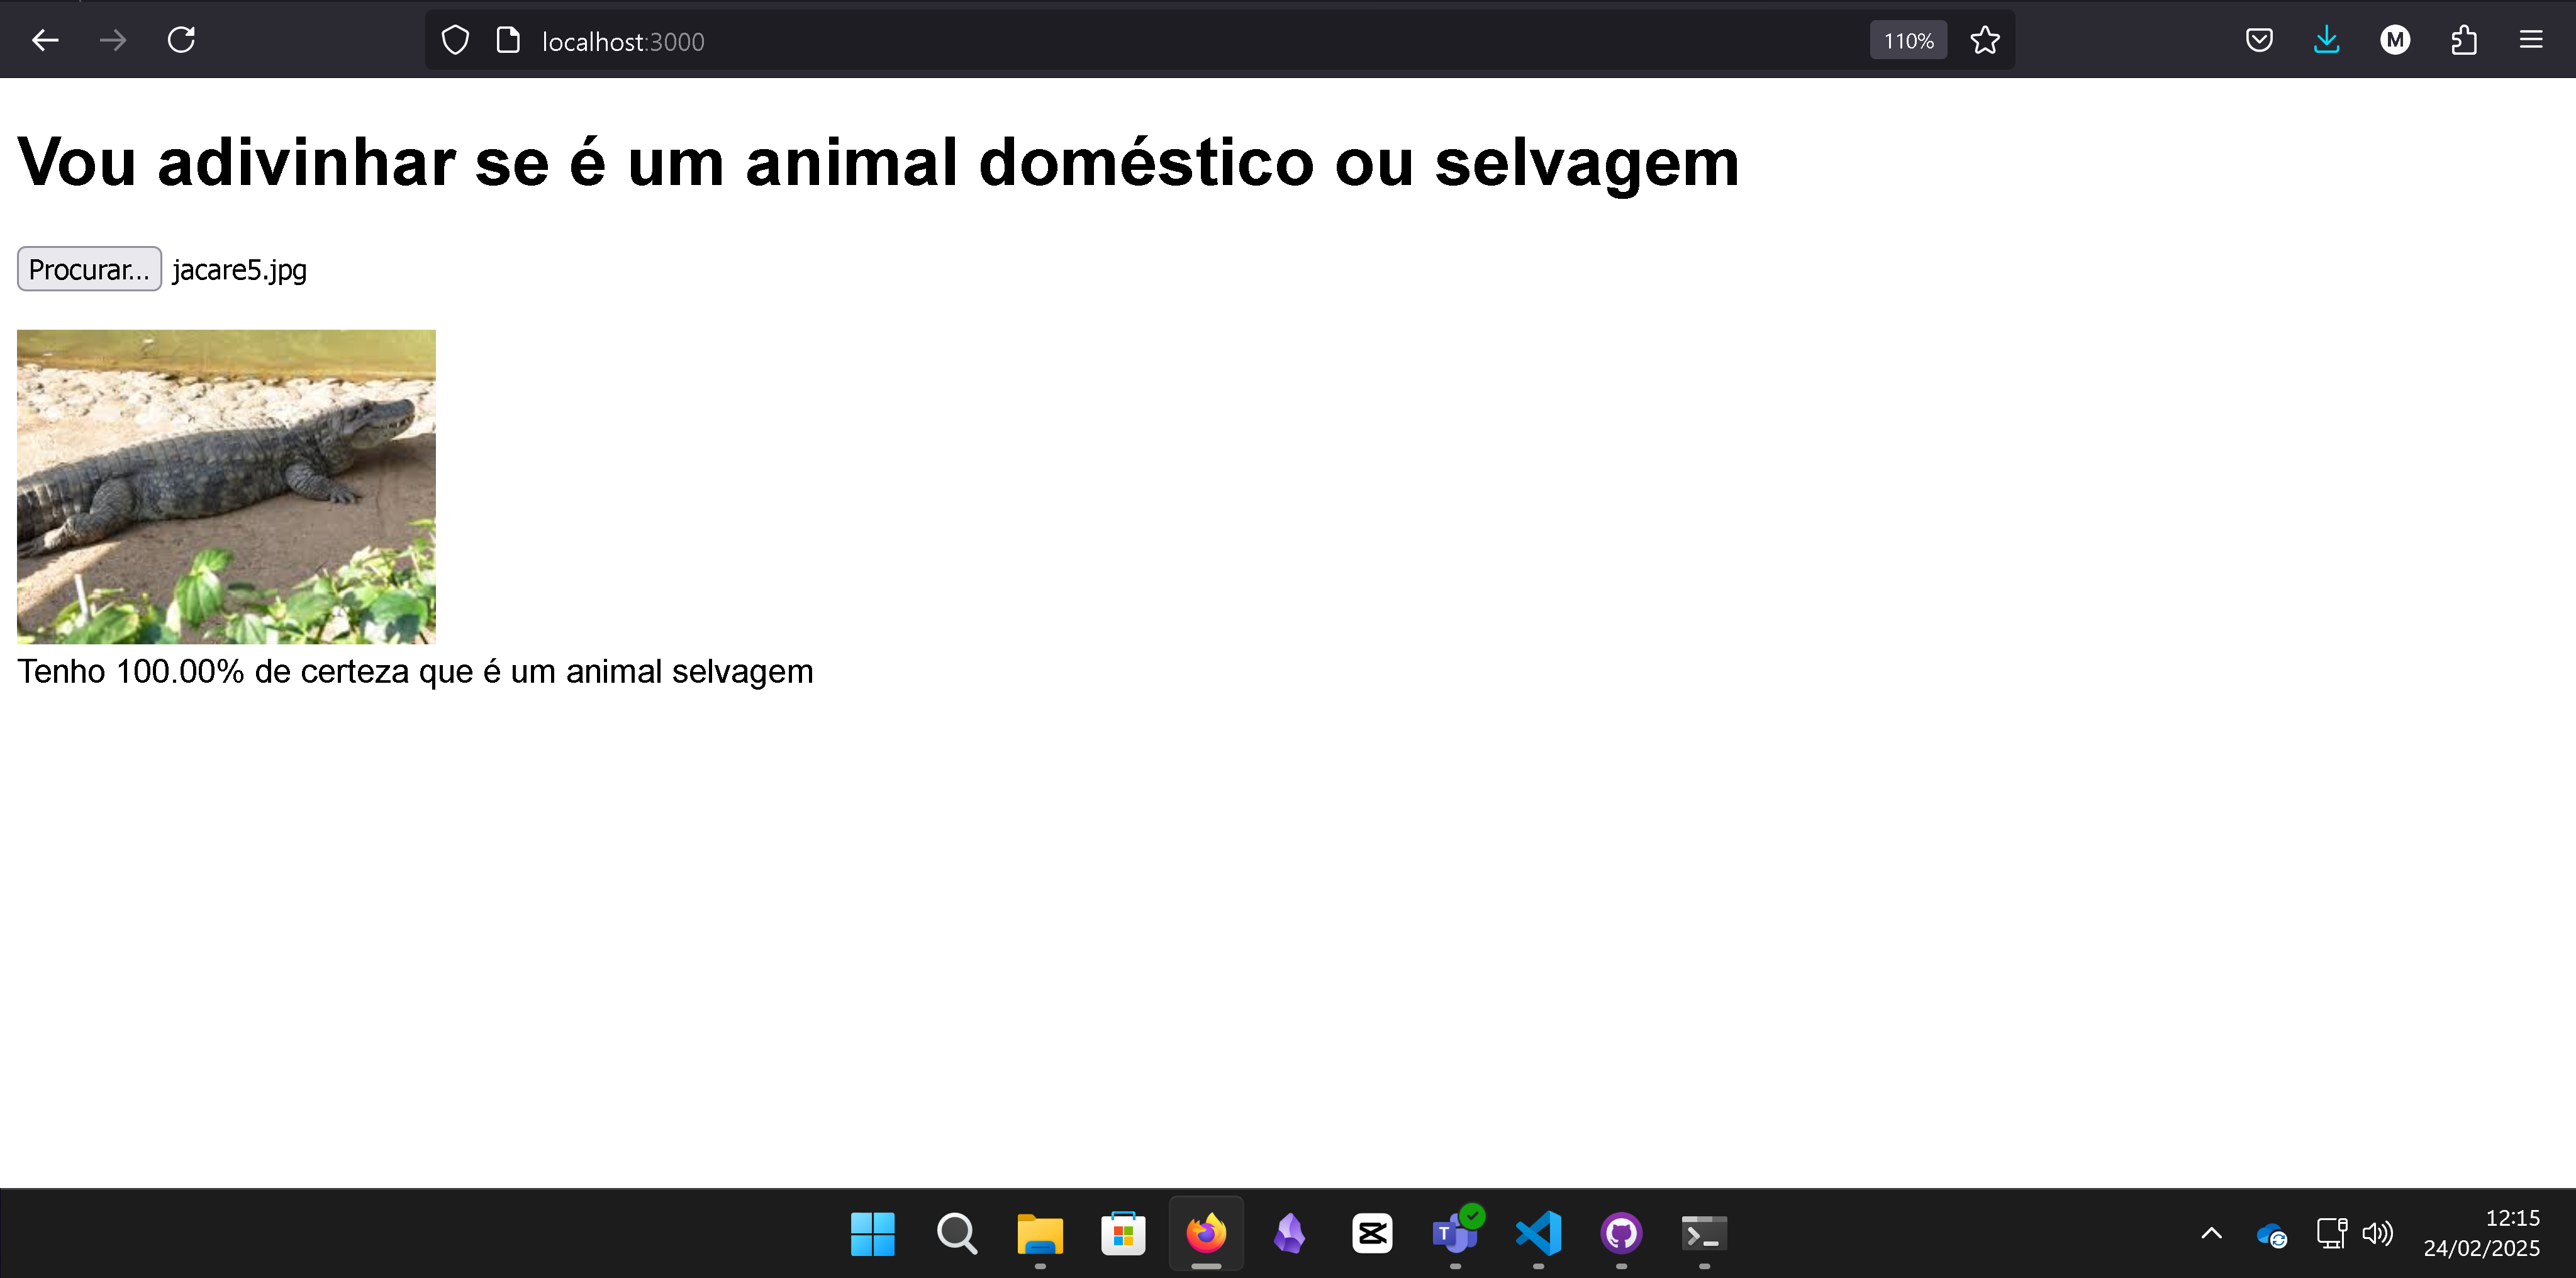 localhost:3000
110%
M
Vou adivinhar se é um animal doméstico ou selvagem
Procurar... jacare5.jpg
Tenho 100.00% de certeza que é um animal selvagem
T
12:15
24/02/2025